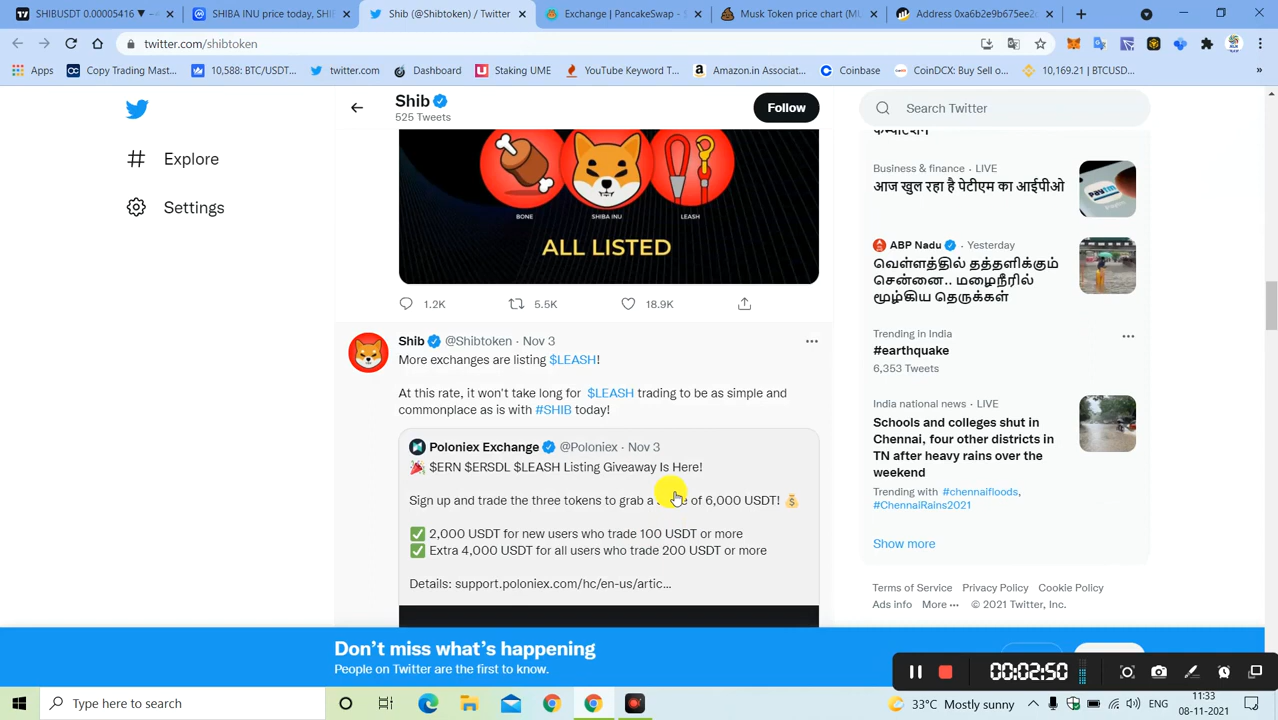 SHIBUSDT 0.00005416 ▼
SHIBA INU price today, $S
Twitter
Shibarium Token price char
Catgirl (CATGIRL
Musk Token price chart (MU
0x2a9bde9b675ee2
twitter.com/shibtoken
Apps
Copy Trading Mast...
10,588: BTC/USDT...
twitter.com
Dashboard
Staking UME
YouTube Keyword T...
Amazon.in Associat...
Coinbase
CoinDCX: Buy Sel o...
10,169.21 | BTCUSD...
»
Explore
Settings
Shib
525 Tweets
Follow
BONE
SHIBA INU
LEASH
ALL LISTED
1.2K
5.5K
18.9K
Shib @Shibtoken · Nov 3
More exchanges are listing $LEASH!
At this rate, it won't take long for $LEASH trading to be as simple and
commonplace as is with #SHIB today!
Poloniex Exchange @Poloniex · Nov 3
🎉 $ERN $ERSDL $LEASH Listing Giveaway Is Here!
Sign up and trade the three tokens to grab a of 6,000 USDT! 💰
✅ 2,000 USDT for new users who trade 100 USDT or more
✅ Extra 4,000 USDT for all users who trade 200 USDT or more
Details: support.poloniex.com/hc/en-us/artic...
Search Twitter
Business & finance · LIVE
आज खुल रहा है पेटीएम का आईपीओ
paytm
ABP Nadu · Yesterday
வெள்ளத்தில் தத்தளிக்கும்
சென்னை.. மழைநீரில்
மூழ்கிய தெருக்கள்
Trending in India
#earthquake
6,353 Tweets
India national news · LIVE
Schools and colleges shut in
Chennai, four other districts in
TN after heavy rains over the
weekend
Trending with #chennaifloods,
#ChennaiRains2021
Show more
Terms of Service Privacy Policy Cookie Policy
Ads info More ··· © 2021 Twitter, Inc.
Don't miss what's happening
People on Twitter are the first to know.
00:02:50
Type here to search
33°C Mostly sunny
ENG
11:33
08-11-2021